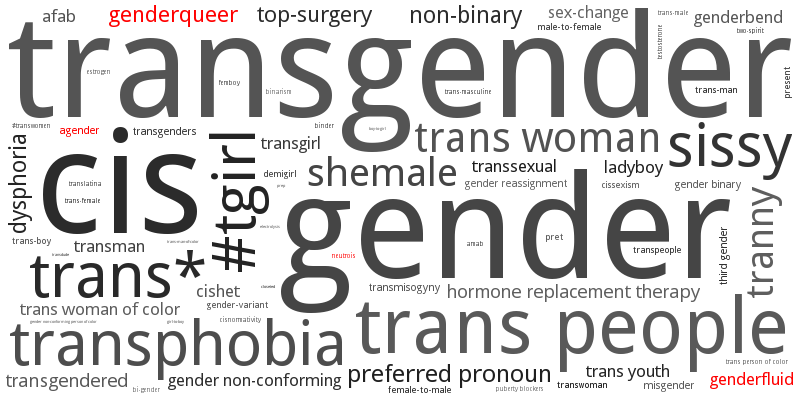 afab
genderqueer
top-surgery
non-binary
sex-change
trans-male
male-to-female
genderbend
two-spirit
transgender
estrogen
femboy
binarism
trans-masculine
testosterone
trans-man
present
#transwomen
agender
transgenders
binder
dysphoria
cis
translatina
trans-female
#tgirl
transgirl
trans woman
sissy
demigirl
shemale
transsexual
ladyboy
gender reassignment
cissexism
gender binary
gender
amab
pret
transpeople
third gender
tranny
trans-boy
transman
neutrois
trans*
cishet
transmisogyny
hormone replacement therapy
trans woman of color
gender-variant
cisnormativity
transphobia
trans people
trans person of color
transgendered
bi-gender
gender non-conforming
preferred pronoun
female-to-male
puberty blockers
trans youth
transwoman
misgender
genderfluid